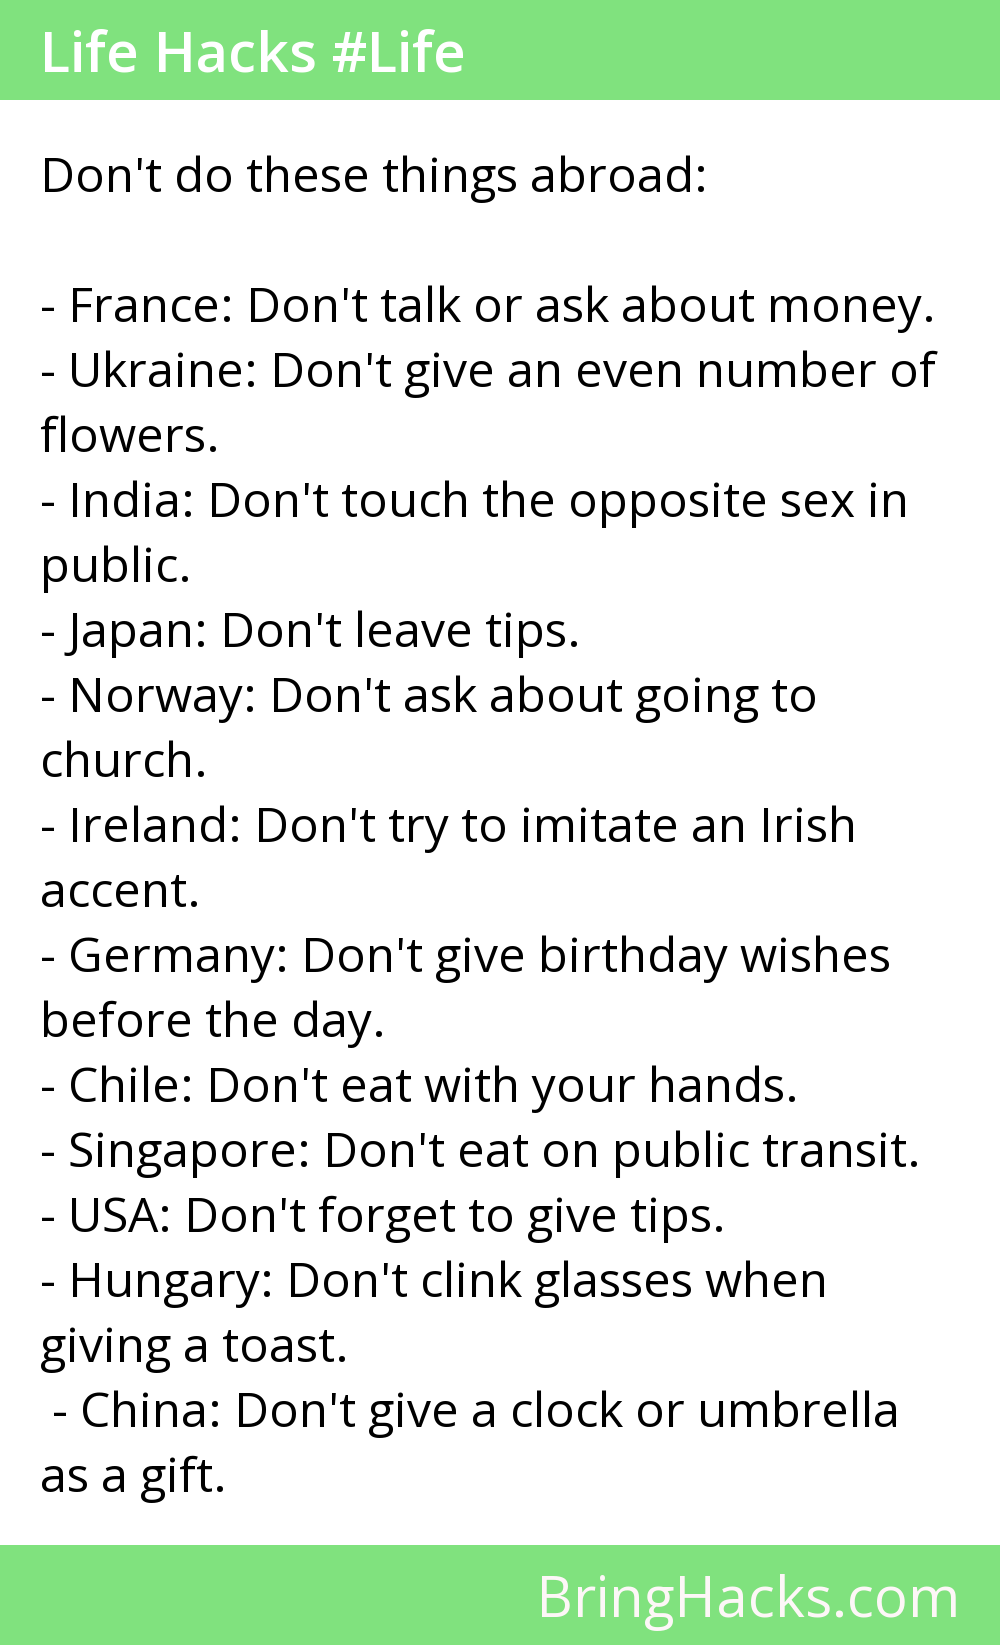 Life Hacks #Life
Don't do these things abroad:
- France: Don't talk or ask about money.
- Ukraine: Don't give an even number of
flowers.
- India: Don't touch the opposite sex in
public.
- Japan: Don't leave tips.
- Norway: Don't ask about going to
church.
- Ireland: Don't try to imitate an Irish
accent.
- Germany: Don't give birthday wishes
before the day.
- Chile: Don't eat with your hands.
- Singapore: Don't eat on public transit.
- USA: Don't forget to give tips.
- Hungary: Don't clink glasses when
giving a toast.
- China: Don't give a clock or umbrella
as a gift.
BringHacks.com